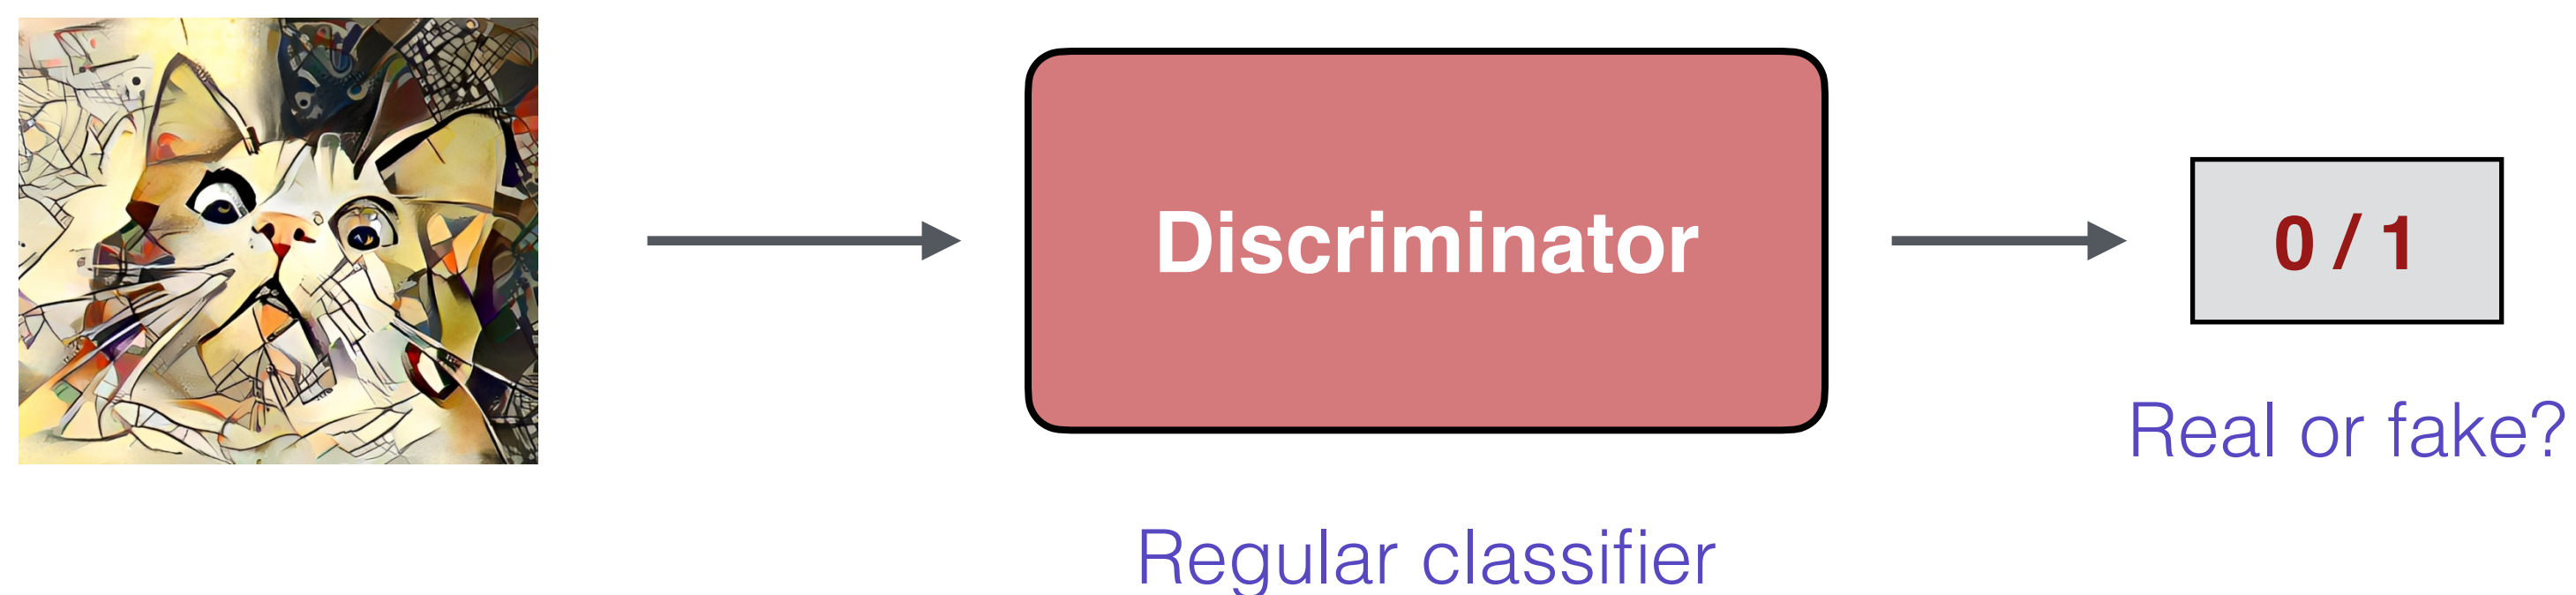 Discriminator
0 / 1
Real or fake?
Regular classifier